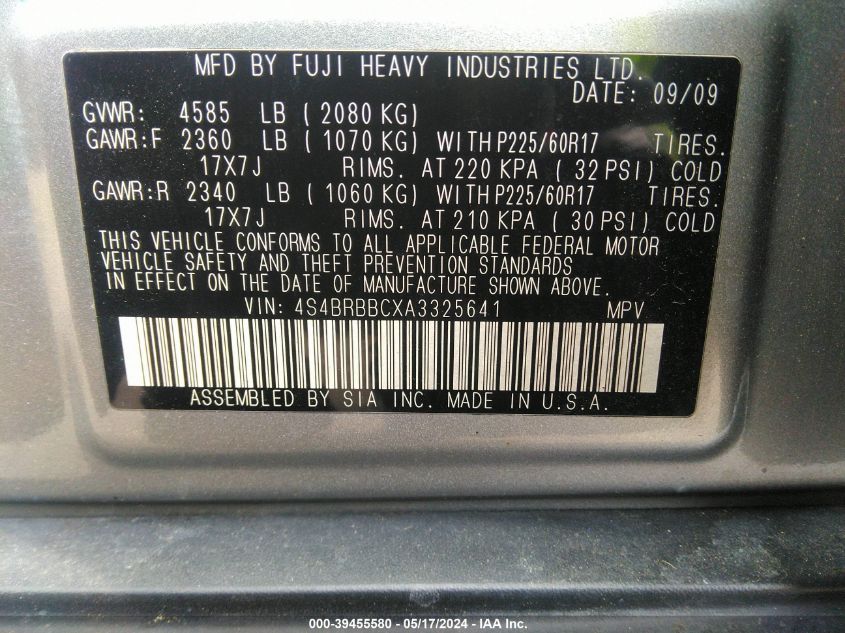 MFD BY FUJI HEAVY INDUSTRIES LTD.
DATE: 09/09
GVWR: 4585 LB ( 2080 KG)
GAWR:F 2360 LB ( 1070 KG) WITH P225/60R17 TIRES.
17X7J RIMS. AT 220 KPA ( 32 PSI) COLD
GAWR:R 2340 LB ( 1060 KG) WITH P225/60R17 TIRES.
17X7J RIMS. AT 210 KPA ( 30 PSI) COLD
THIS VEHICLE CONFORMS TO ALL APPLICABLE FEDERAL MOTOR
VEHICLE SAFETY AND THEFT PREVENTION STANDARDS
IN EFFECT ON THE DATE OF MANUFACTURE SHOWN ABOVE.
VIN: 4S4BRBBCXA3325641 MPV
ASSEMBLED BY SIA INC. MADE IN U.S.A.
000-39455580 — 05/17/2024 — IAA Inc.